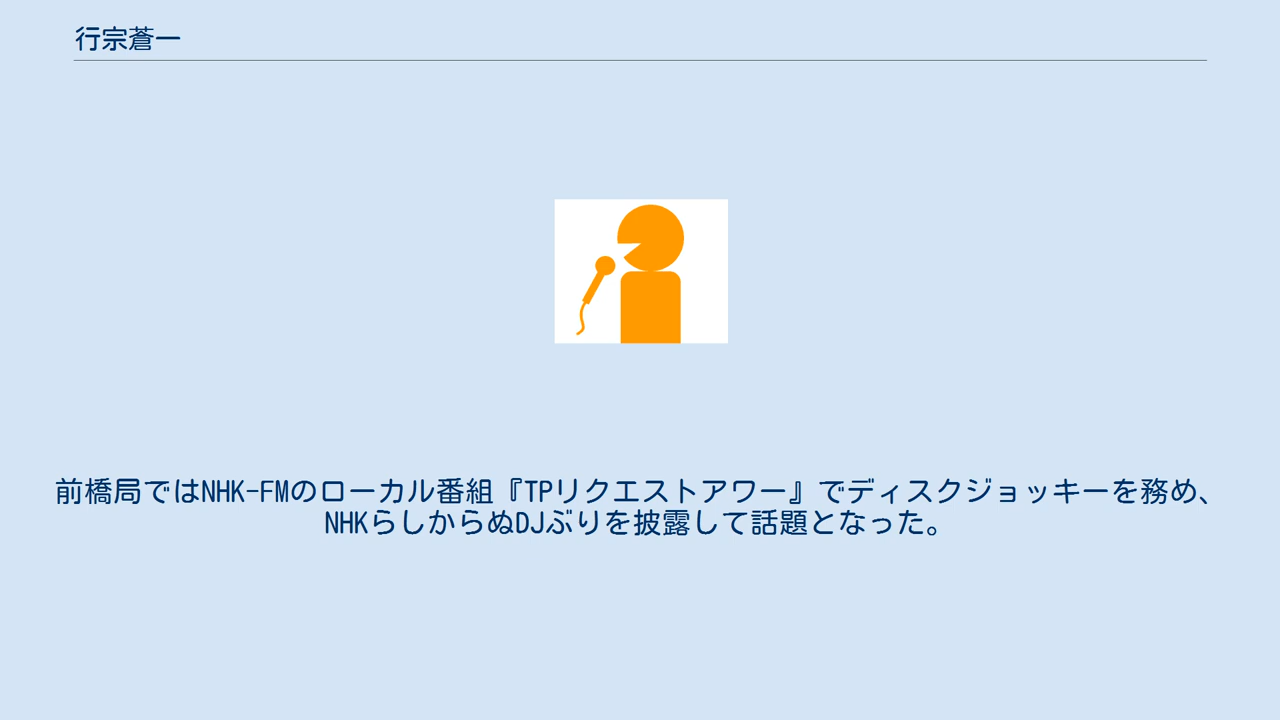 行宗蒼一
前橋局ではNHK-FMのローカル番組『TPリクエストアワー』でディスクジョッキーを務め、
NHKらしからぬDJぶりを披露して話題となった。